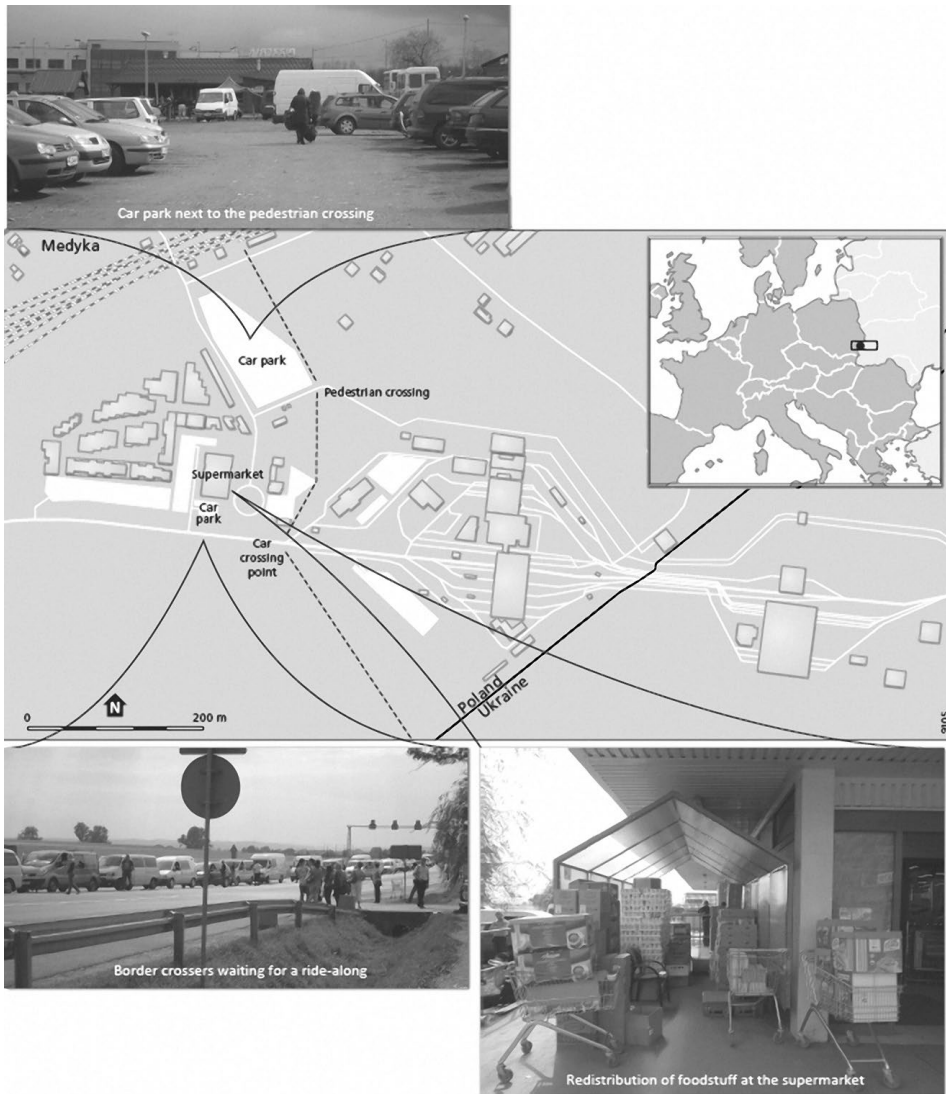 Car park next to the pedestrian crossing
Medyka
Car park
Pedestrian crossing
Supermarket
Car
park
Car
crossing
point
Poland
Ukraine
N
0 200 m
9105
Border crossers waiting for a ride-along
Redistribution of foodstuff at the supermarket